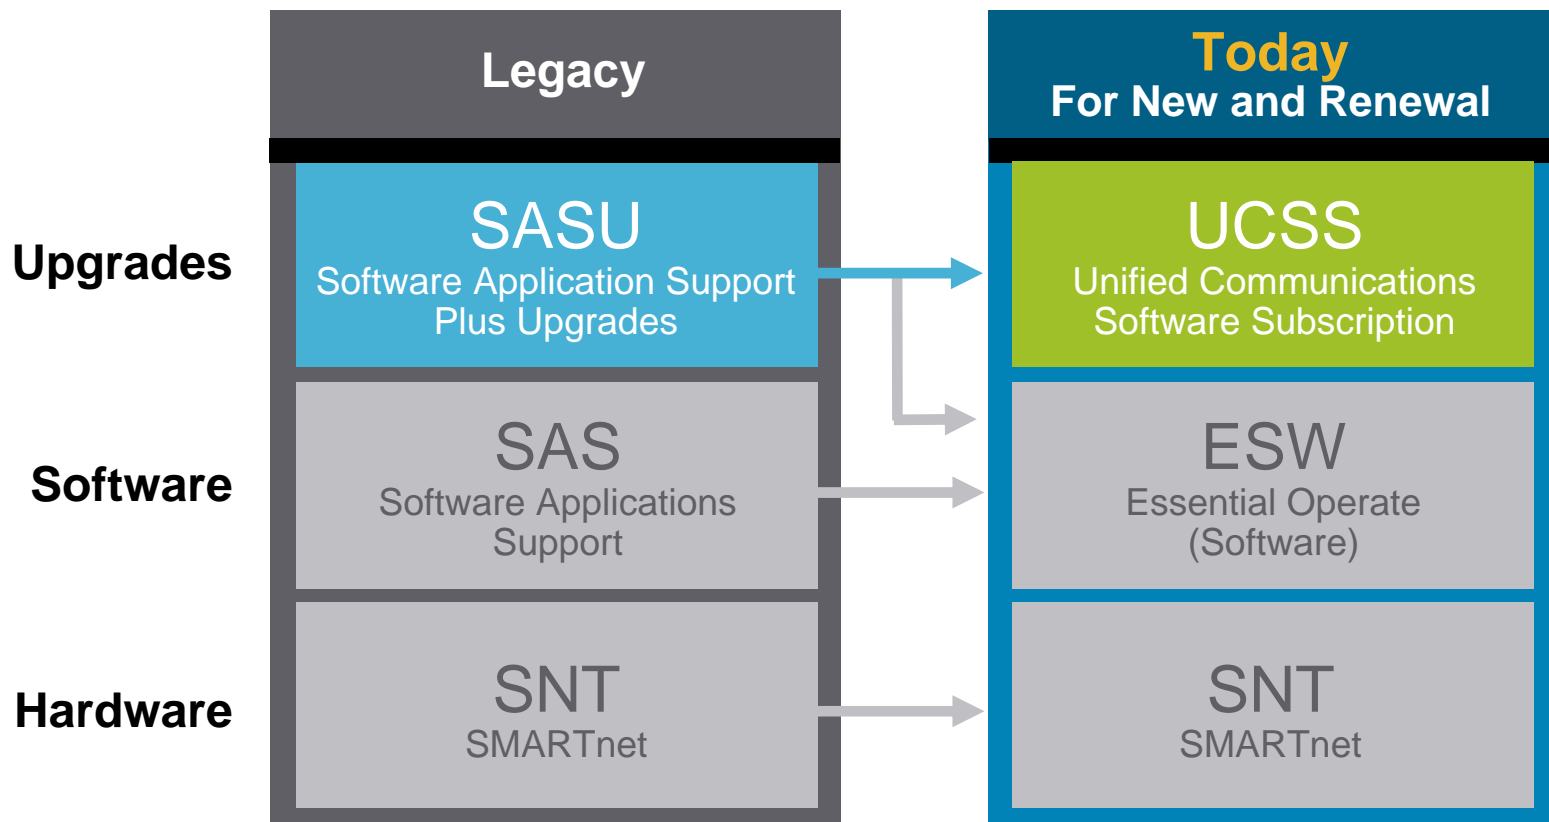 Legacy
Today
For New and Renewal
Upgrades
SASU
Software Application Support
Plus Upgrades
UCSS
Unified Communications
Software Subscription
Software
SAS
Software Applications
Support
ESW
Essential Operate
(Software)
Hardware
SNT
SMARTnet
SNT
SMARTnet